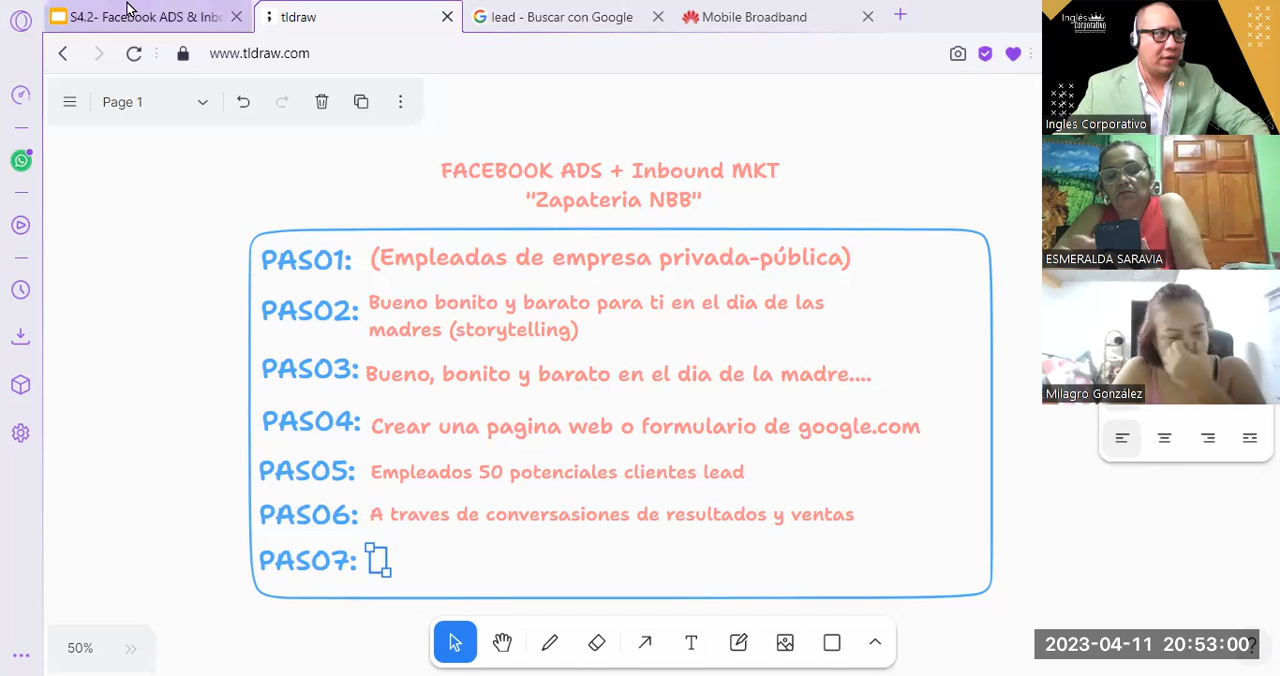 S4.2- Facebook ADS & Inbo
tldraw
lead - Buscar con Google
Mobile Broadband
www.tldraw.com
Page 1
FACEBOOK ADS + Inbound MKT
"Zapateria NBB"
PASO1: (Empleadas de empresa privada-pública)
PASO2: Bueno bonito y barato para ti en el dia de las
madres (storytelling)
PASO3: Bueno, bonito y barato en el dia de la madre....
PASO4: Crear una pagina web o formulario de google.com
PASO5: Empleados 50 potenciales clientes lead
PASO6: A traves de conversasiones de resultados y ventas
PASO7:
50%
Inglés
Corporativo
Inglés Corporativo
ESMERALDA SARAVIA
Milagro González
2023-04-11 20:53:00